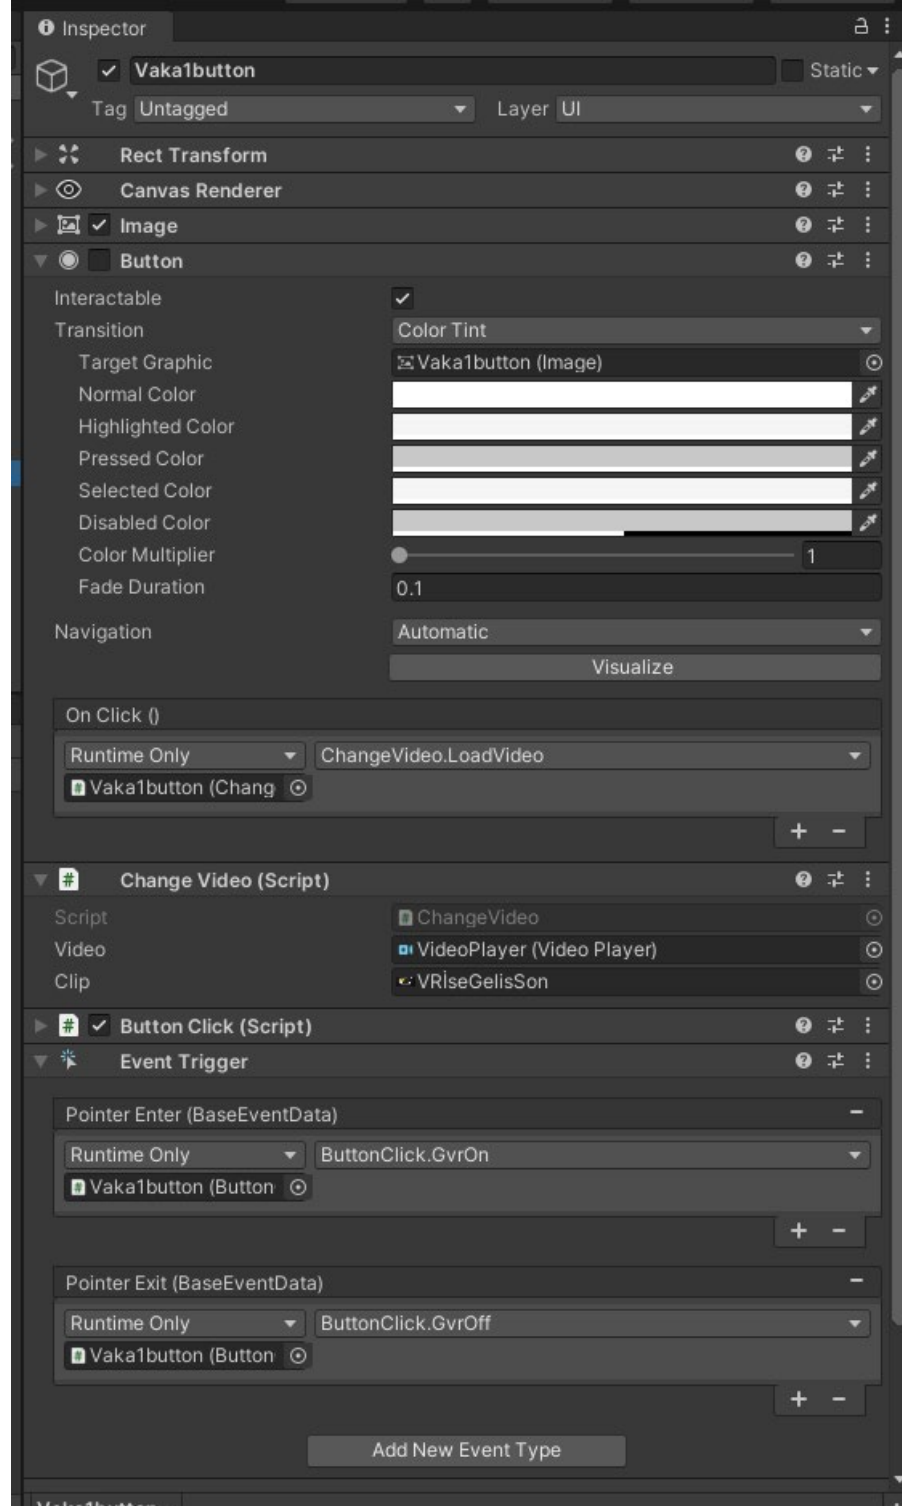 Inspector
Vaka1button
Static
Tag Untagged Layer UI
Rect Transform
Canvas Renderer
Image
Button
Interactable
Transition Color Tint
Target Graphic Vaka1button (Image)
Normal Color
Highlighted Color
Pressed Color
Selected Color
Disabled Color
Color Multiplier 1
Fade Duration 0.1
Navigation Automatic
Visualize
On Click ()
Runtime Only ChangeVideo.LoadVideo
Vaka1button (Chang
Change Video (Script)
Script ChangeVideo
Video VideoPlayer (Video Player)
Clip VRİseGelisSon
Button Click (Script)
Event Trigger
Pointer Enter (BaseEventData)
Runtime Only ButtonClick.GvrOn
Vaka1button (Button
Pointer Exit (BaseEventData)
Runtime Only ButtonClick.GvrOff
Vaka1button (Button
Add New Event Type